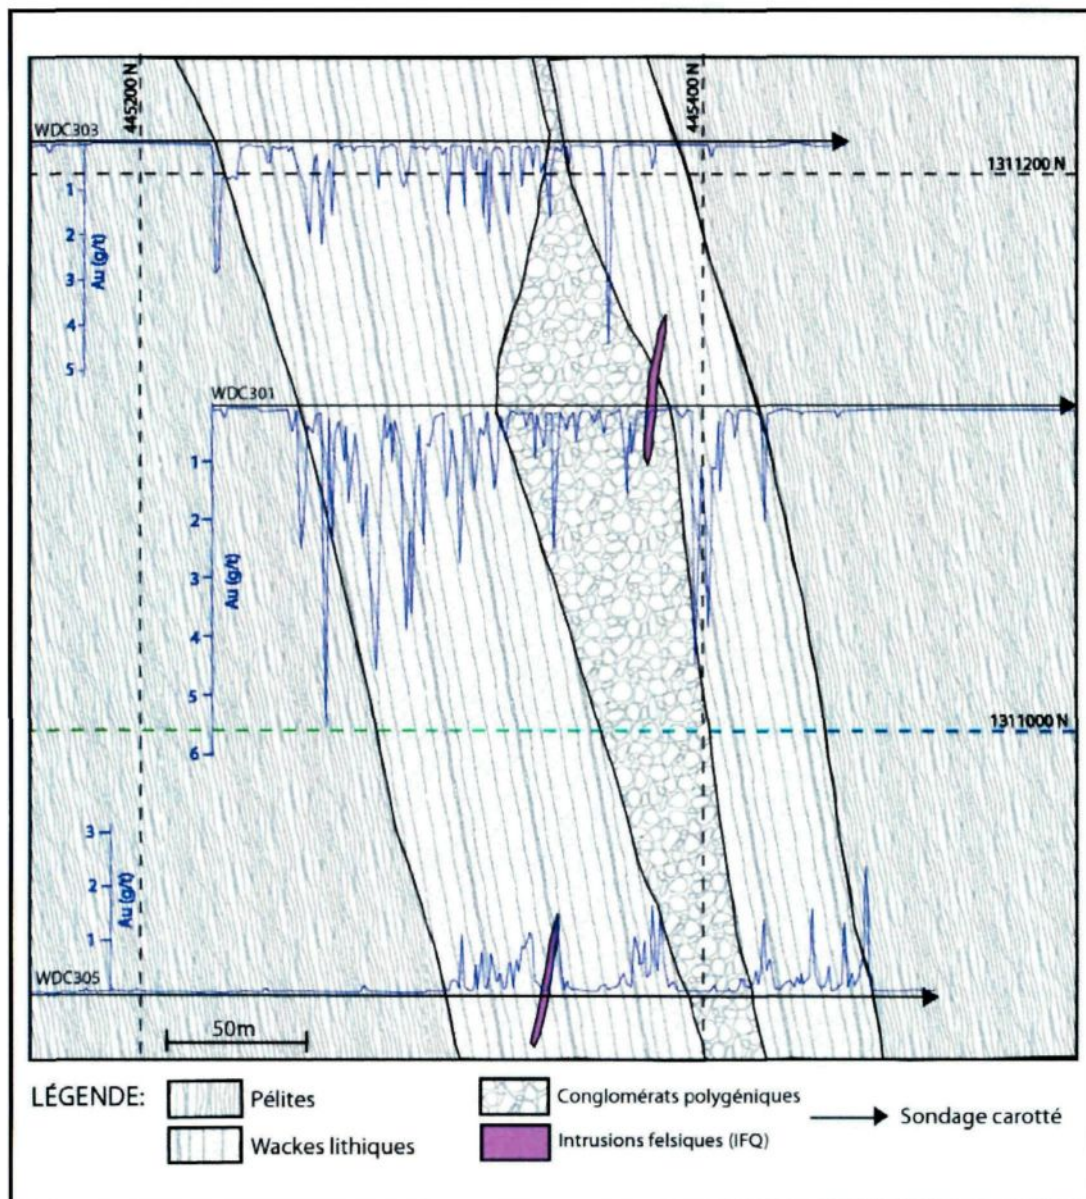 445200 N
445400 N
WDC303
1311200 N
1
2
3
4
5
Au (g/t)
WDC301
1
2
3
4
5
6
Au (g/t)
1311000 N
3
2
1
Au (g/t)
WDC305
50m
LÉGENDE:
Pélites
Conglomérats polygéniques
Sondage carotté
Wackes lithiques
Intrusions felsiques (IFQ)